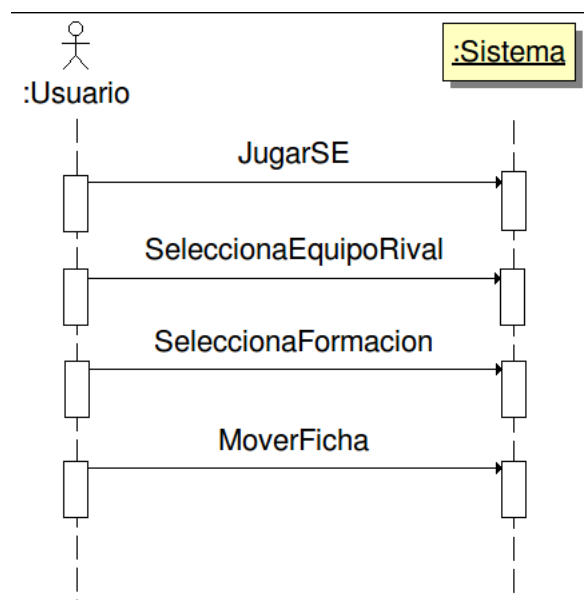 :Usuario
:Sistema
JugarSE
SeleccionaEquipoRival
SeleccionaFormacion
MoverFicha